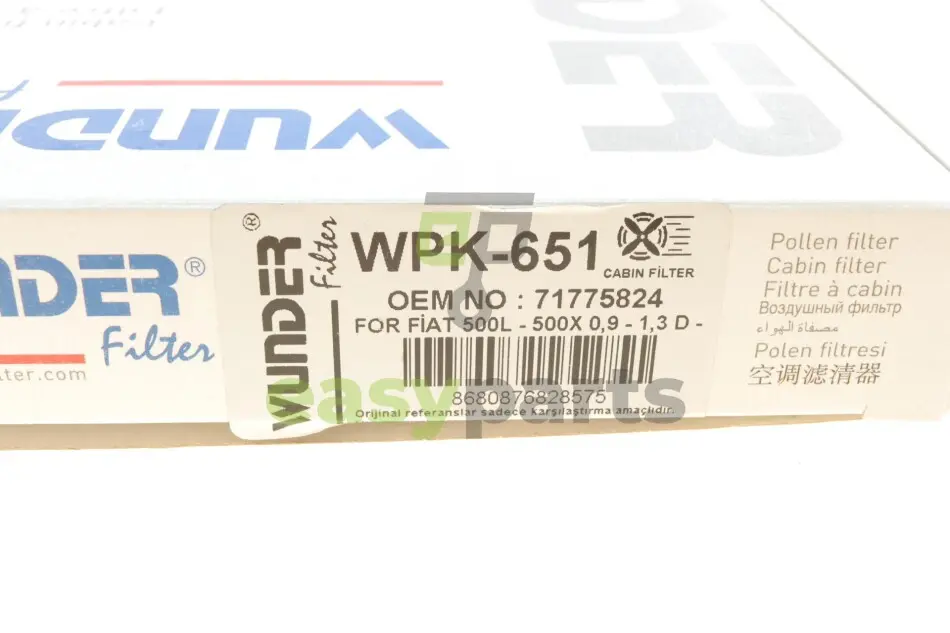 WUNDER
NDER®
Filter
ter.com
WUNDER®
Filter
WPK-651
CABIN FİLTER
OEM NO : 71775824
FOR FİAT 500L - 500X 0,9 - 1,3 D -
8680876828575
Orijinal referanslar sadece karşılaştırma amaçlıdır.
easyparts
Pollen filter
Cabin filter
Filtre à cabin
Воздушный фильтр
مصفاة الهواء
Polen filtresi
空调滤清器